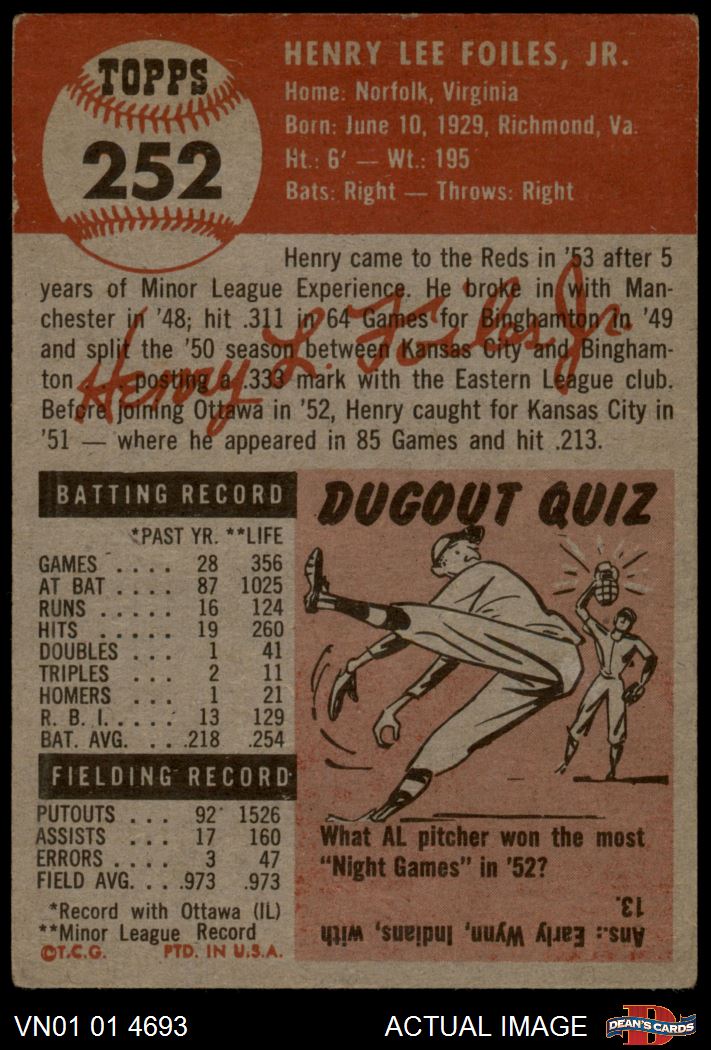 TOPPS
252
HENRY LEE FOILES, JR.
Home: Norfolk, Virginia
Born: June 10, 1929, Richmond, Va.
Ht.: 6' — Wt.: 195
Bats: Right — Throws: Right
Henry came to the Reds in '53 after 5
years of Minor League Experience. He broke in with Man-
chester in '48; hit .311 in 64 Games for Binghamton in '49
and split the '50 season between Kansas City and Bingham-
ton . . . posting a .333 mark with the Eastern League club.
Before joining Ottawa in '52, Henry caught for Kansas City in
'51 — where he appeared in 85 Games and hit .213.
Henry L. Foiles Jr
BATTING RECORD
*PAST YR. **LIFE
GAMES . . . . 28 356
AT BAT . . . . 87 1025
RUNS . . . . . 16 124
HITS . . . . . 19 260
DOUBLES . . . 1 41
TRIPLES . . . 2 11
HOMERS . . . 1 21
R. B. I. . . . . 13 129
BAT. AVG. . . .218 .254
FIELDING RECORD
PUTOUTS . . . 92 1526
ASSISTS . . . 17 160
ERRORS . . . . 3 47
FIELD AVG. . . .973 .973
*Record with Ottawa (IL)
**Minor League Record
©T.C.G. PTD. IN U.S.A.
DUGOUT QUIZ
What AL pitcher won the most
"Night Games" in '52?
Ans.: Early Wynn, Indians, with
13.
VN01 01 4693
ACTUAL IMAGE
D
DEAN'S CARDS